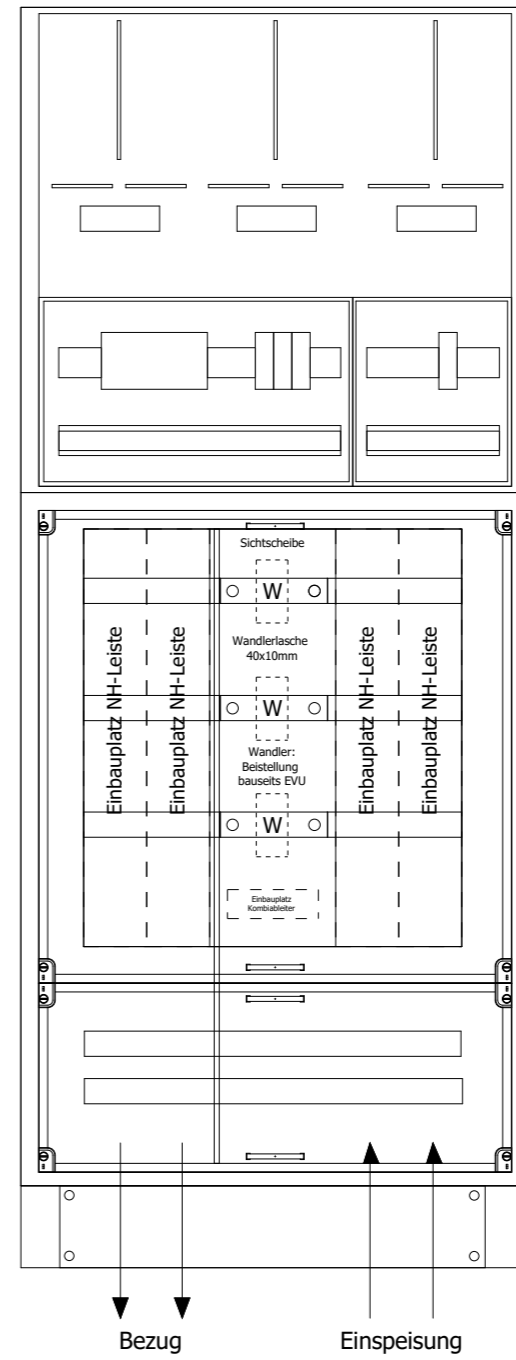 Sichtscheibe
W
Wandlerlasche
40x10mm
W
Wandler:
Beistellung
bauseits EVU
W
Einbauplatz
Kombiableiter
Einbauplatz NH-Leiste
Einbauplatz NH-Leiste
Einbauplatz NH-Leiste
Einbauplatz NH-Leiste
Bezug
Einspeisung